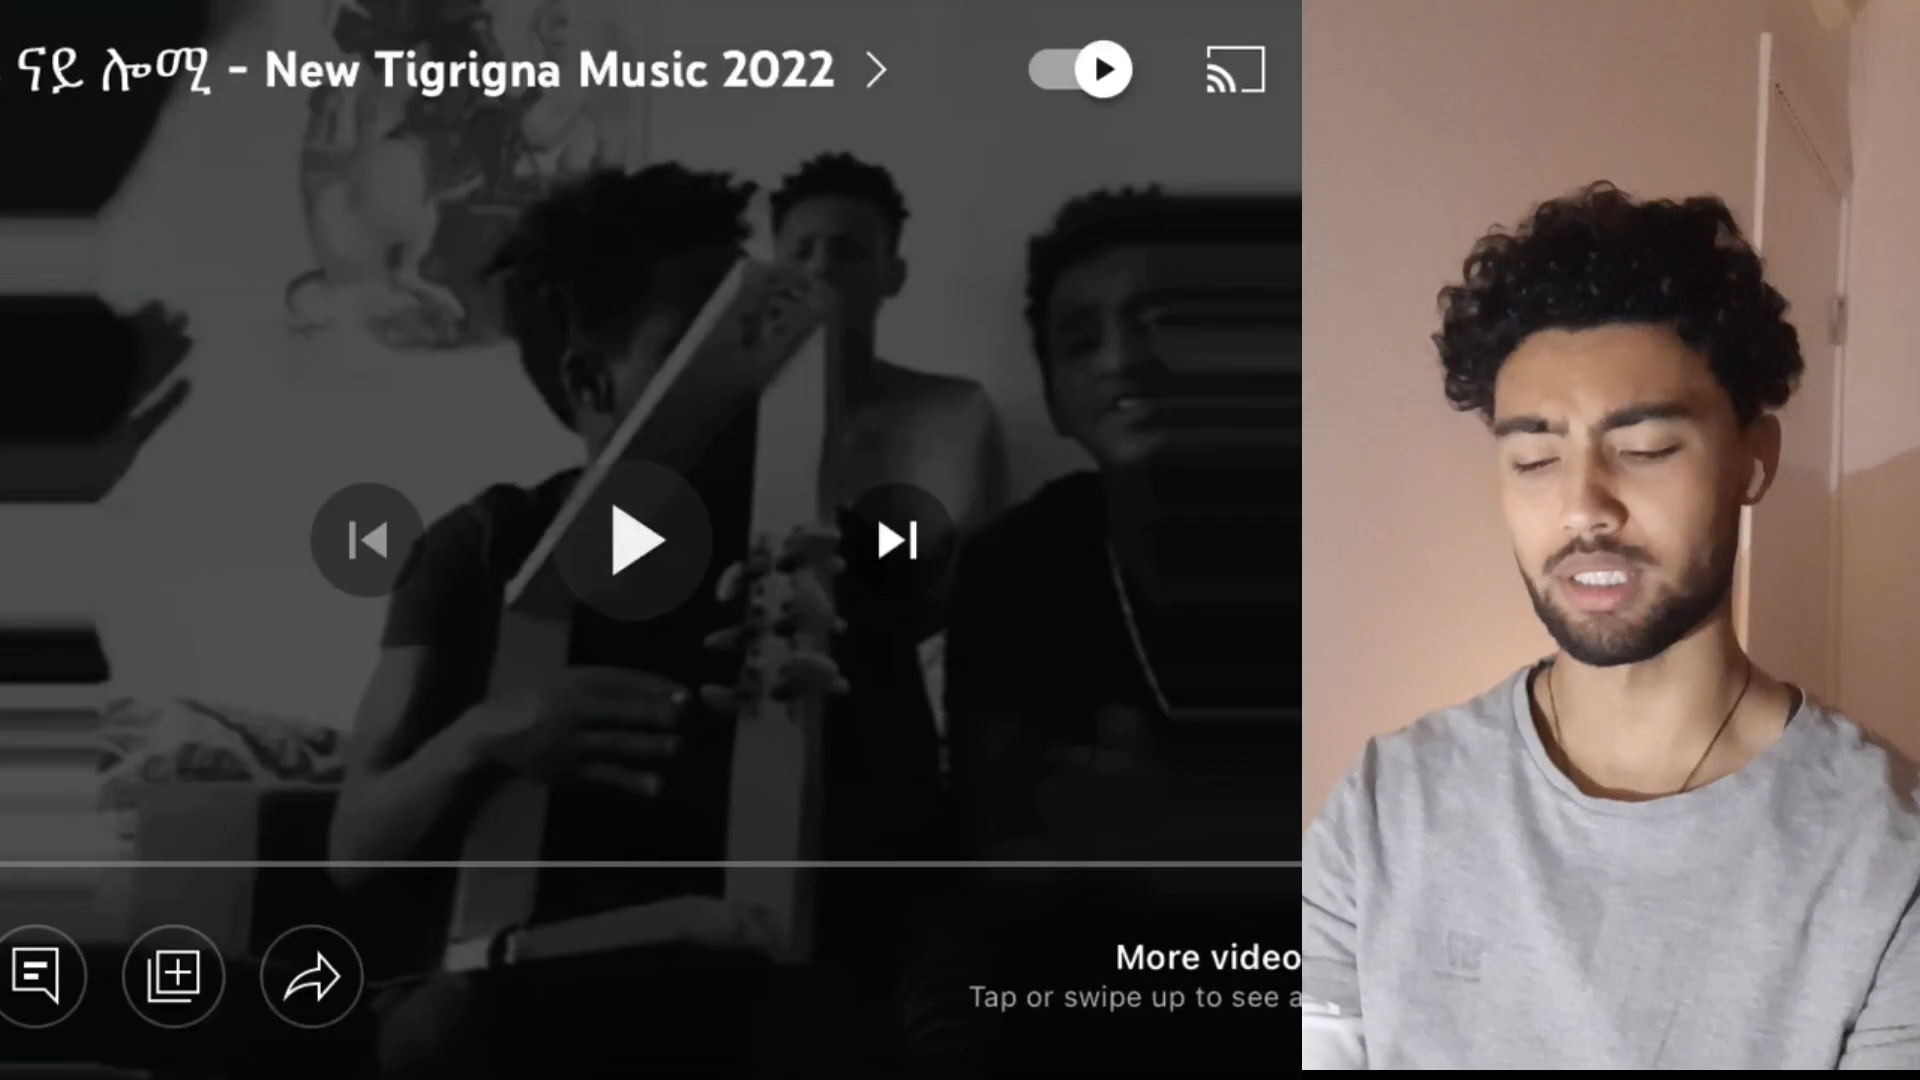 ናይ ሎሚ - New Tigrigna Music 2022
More video
Tap or swipe up to see a